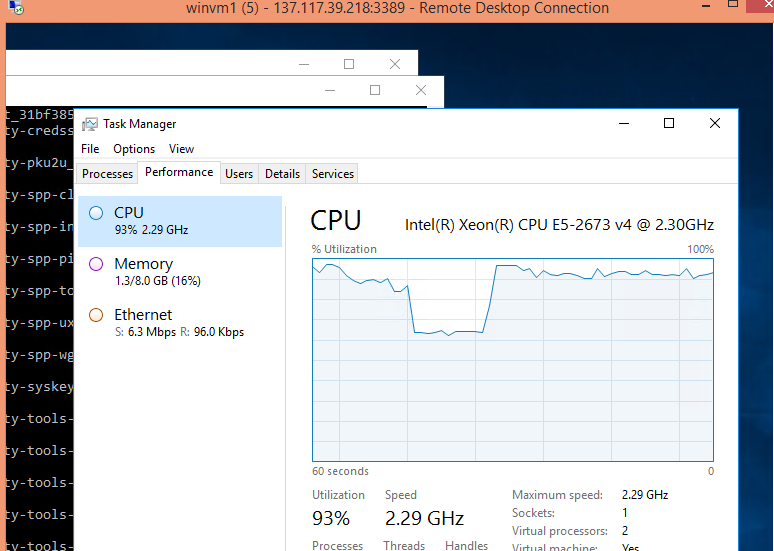 winvm1 (5) - 137.117.39.218:3389 - Remote Desktop Connection
t_31bf385
ty-credss
ty-pku2u_
ty-spp-cl
ty-spp-in
ty-spp-pi
ty-spp-to
ty-spp-ux
ty-spp-wg
ty-syskey
ty-tools-
ty-tools-
ty-tools-
ty-tools-
Task Manager
File Options View
Processes Performance Users Details Services
CPU
93% 2.29 GHz
Memory
1.3/8.0 GB (16%)
Ethernet
S: 6.3 Mbps R: 96.0 Kbps
CPU Intel(R) Xeon(R) CPU E5-2673 v4 @ 2.30GHz
% Utilization 100%
60 seconds 0
Utilization Speed
93% 2.29 GHz
Processes Threads Handles
Maximum speed: 2.29 GHz
Sockets: 1
Virtual processors: 2
Virtual machine: Yes